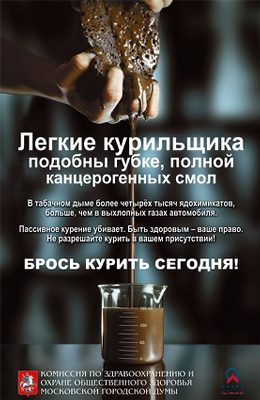 Легкие курильщика
подобны губке, полной
канцерогенных смол
В табачном дыме более четырёх тысяч ядохимикатов,
больше, чем в выхлопных газах автомобиля.
Пассивное курение убивает. Быть здоровым – ваше право.
Не разрешайте курить в вашем присутствии!
БРОСЬ КУРИТЬ СЕГОДНЯ!
КОМИССИЯ ПО ЗДРАВООХРАНЕНИЮ И
ОХРАНЕ ОБЩЕСТВЕННОГО ЗДОРОВЬЯ
МОСКОВСКОЙ ГОРОДСКОЙ ДУМЫ